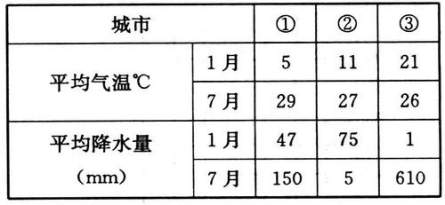 城市 ① ② ③
平均气温℃ 1月 5 11 21
7月 29 27 26
平均降水量（mm） 1月 47 75 1
7月 150 5 610